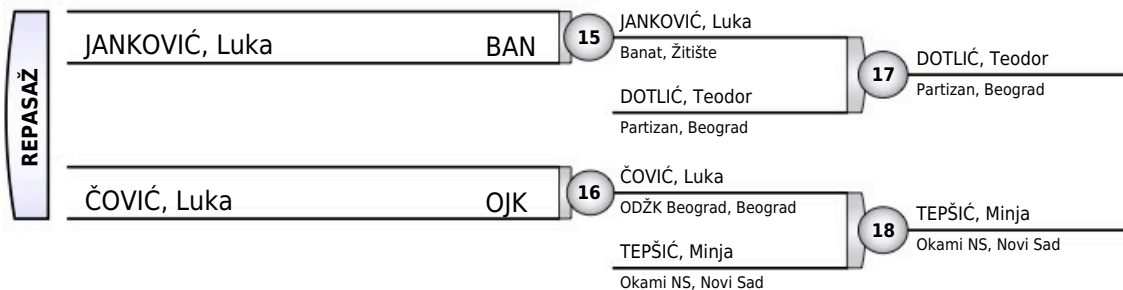 REPASAŽ
JANKOVIĆ, Luka BAN
15
JANKOVIĆ, Luka
Banat, Žitište
DOTLIĆ, Teodor
Partizan, Beograd
17
DOTLIĆ, Teodor
Partizan, Beograd
ČOVIĆ, Luka OJK
16
ČOVIĆ, Luka
ODŽK Beograd, Beograd
TEPŠIĆ, Minja
Okami NS, Novi Sad
18
TEPŠIĆ, Minja
Okami NS, Novi Sad